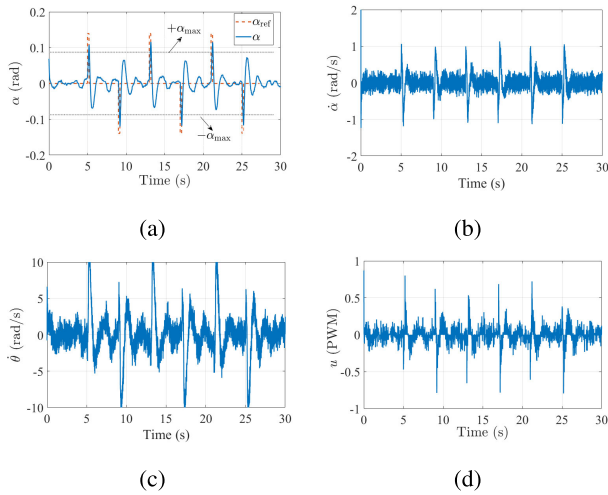 0.2
0.1
0
-0.1
-0.2
α (rad)
+αmax
-αmax
αref
α
0 5 10 15 20 25 30
Time (s)
(a)
2
1
0
-1
-2
α̇ (rad/s)
0 5 10 15 20 25 30
Time (s)
(b)
10
5
0
-5
-10
θ̇ (rad/s)
0 5 10 15 20 25 30
Time (s)
(c)
1
0.5
0
-0.5
-1
u (PWM)
0 5 10 15 20 25 30
Time (s)
(d)